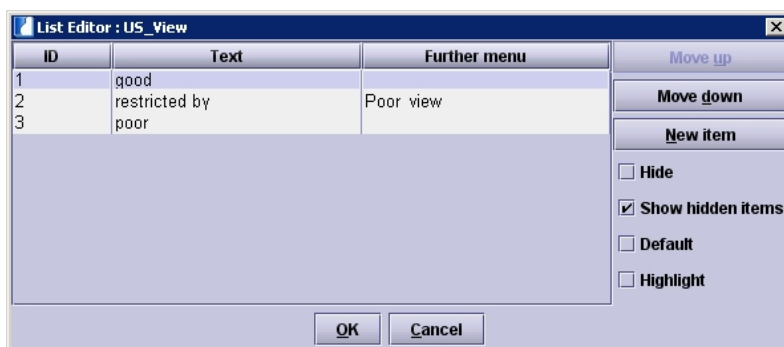 List Editor : US_View
ID Text Further menu
1 good
2 restricted by Poor view
3 poor
Move up
Move down
New item
Hide
Show hidden items
Default
Highlight
OK Cancel